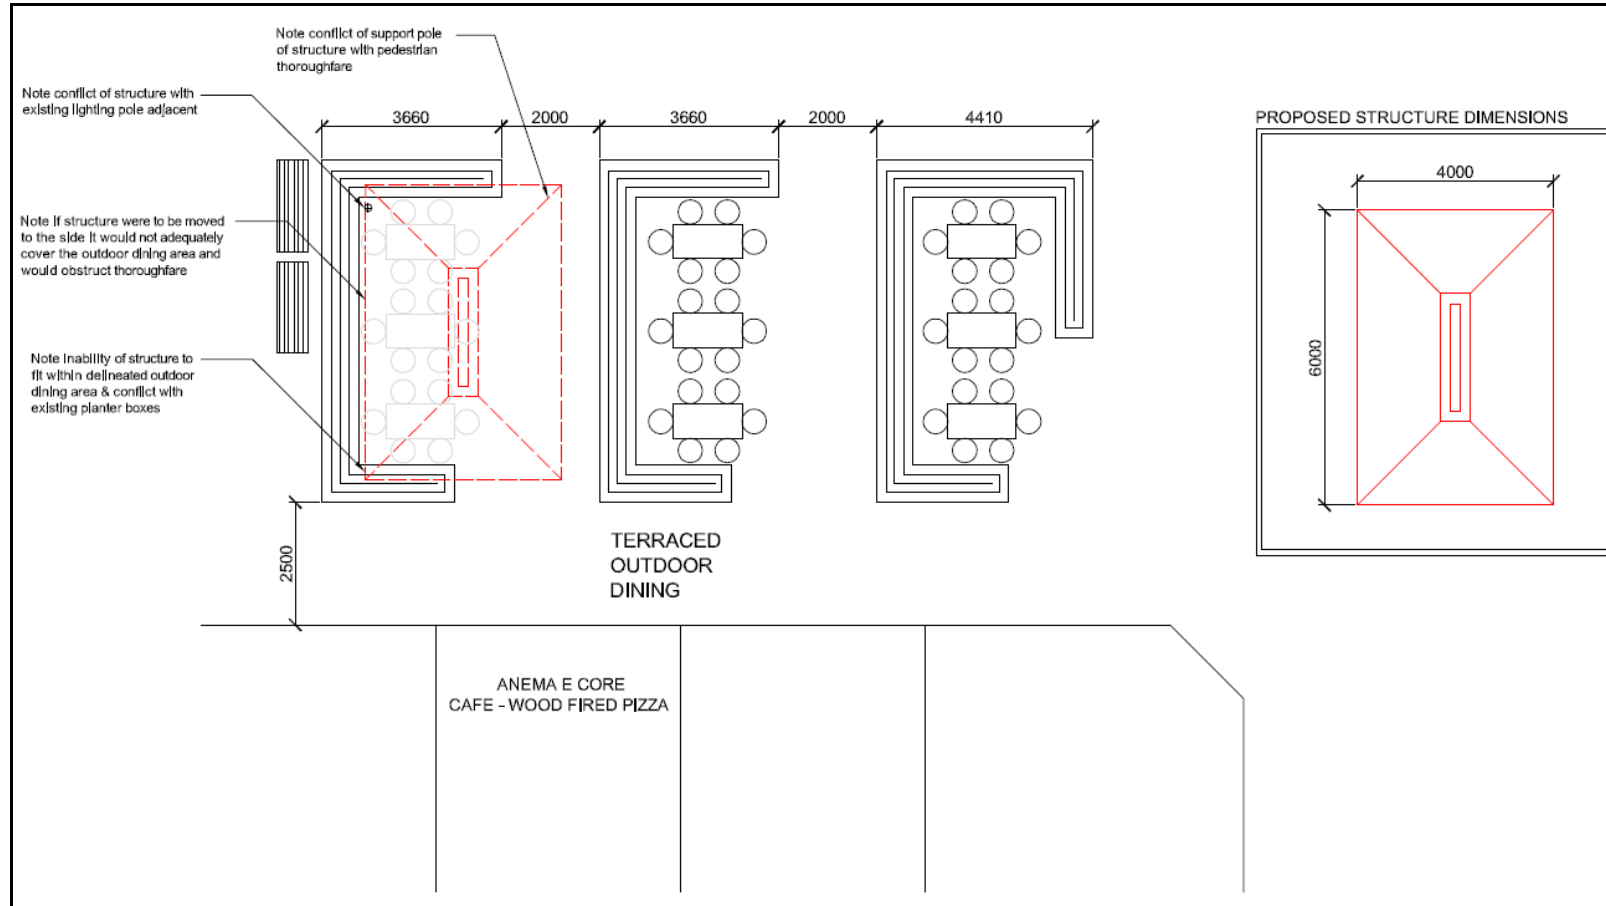 Note conflict of support pole
of structure with pedestrian
thoroughfare
Note conflict of structure with
existing lighting pole adjacent
3660
2000
3660
2000
4410
PROPOSED STRUCTURE DIMENSIONS
4000
6000
Note if structure were to be moved
to the side it would not adequately
cover the outdoor dining area and
would obstruct thoroughfare
Note inability of structure to
fit within delineated outdoor
dining area & conflict with
existing planter boxes
2500
TERRACED
OUTDOOR
DINING
ANEMA E CORE
CAFE - WOOD FIRED PIZZA